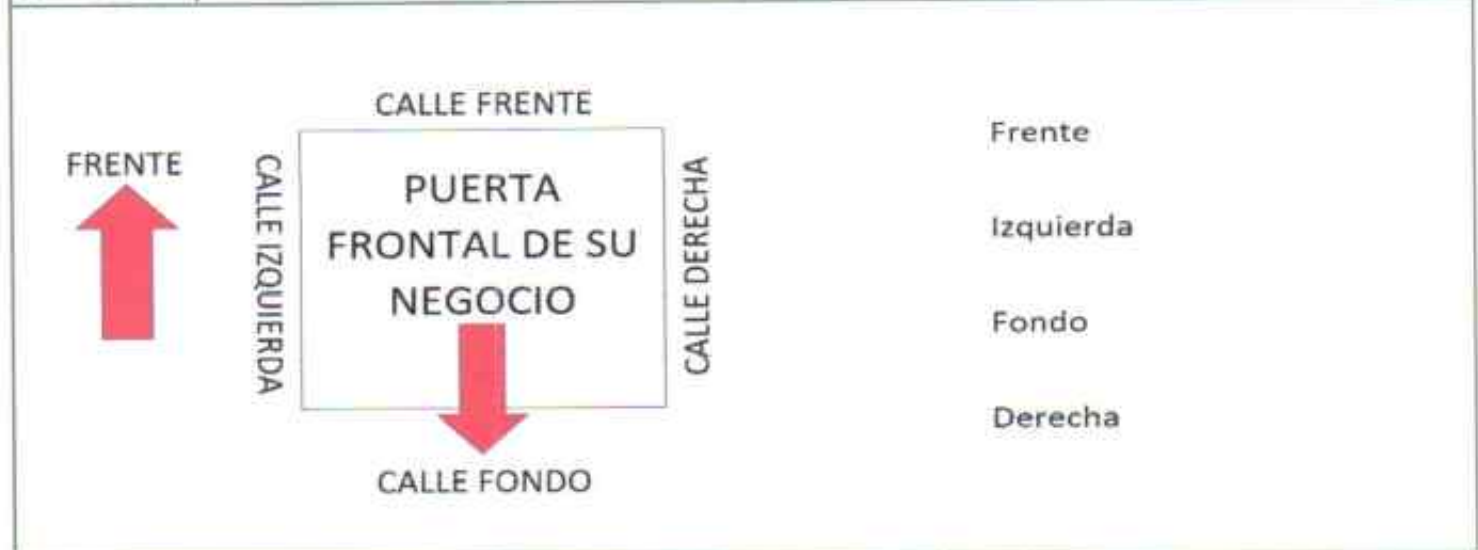 CALLE FRENTE
FRENTE
CALLE IZQUIERDA
PUERTA
FRONTAL DE SU
NEGOCIO
CALLE DERECHA
CALLE FONDO
Frente
Izquierda
Fondo
Derecha